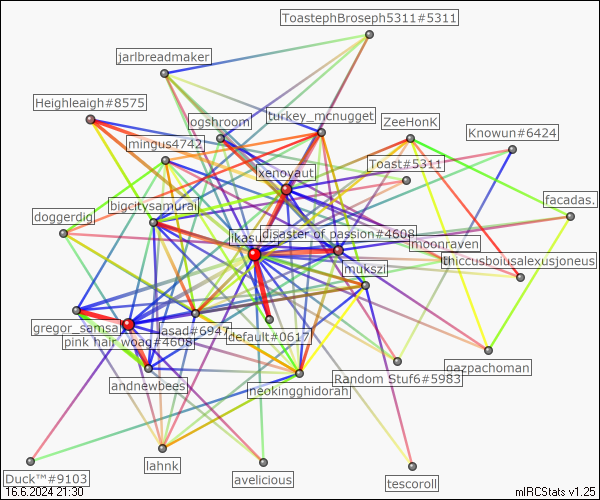 ToastephBroseph5311#5311
jarlbreadmaker
Heighleaigh#8575
ogshroom
turkey_mcnugget
ZeeHonK
Knowun#6424
mingus4742
xenoyaut
Toast#5311
facadas.
doggerdig
bigcitysamurai
disaster of passion#4608
moonraven
thiccusboiusalexusjoneus
mukszi
gregor_samsa
asad#6947
default#0617
pink hair woag#4608
gazpachoman
andrewbees
neokingghidorah
Random Stuf6#5983
lahnk
avelicious
tescoroll
Duck™#9103
16.6.2024 21:30
mIRCStats v1.25